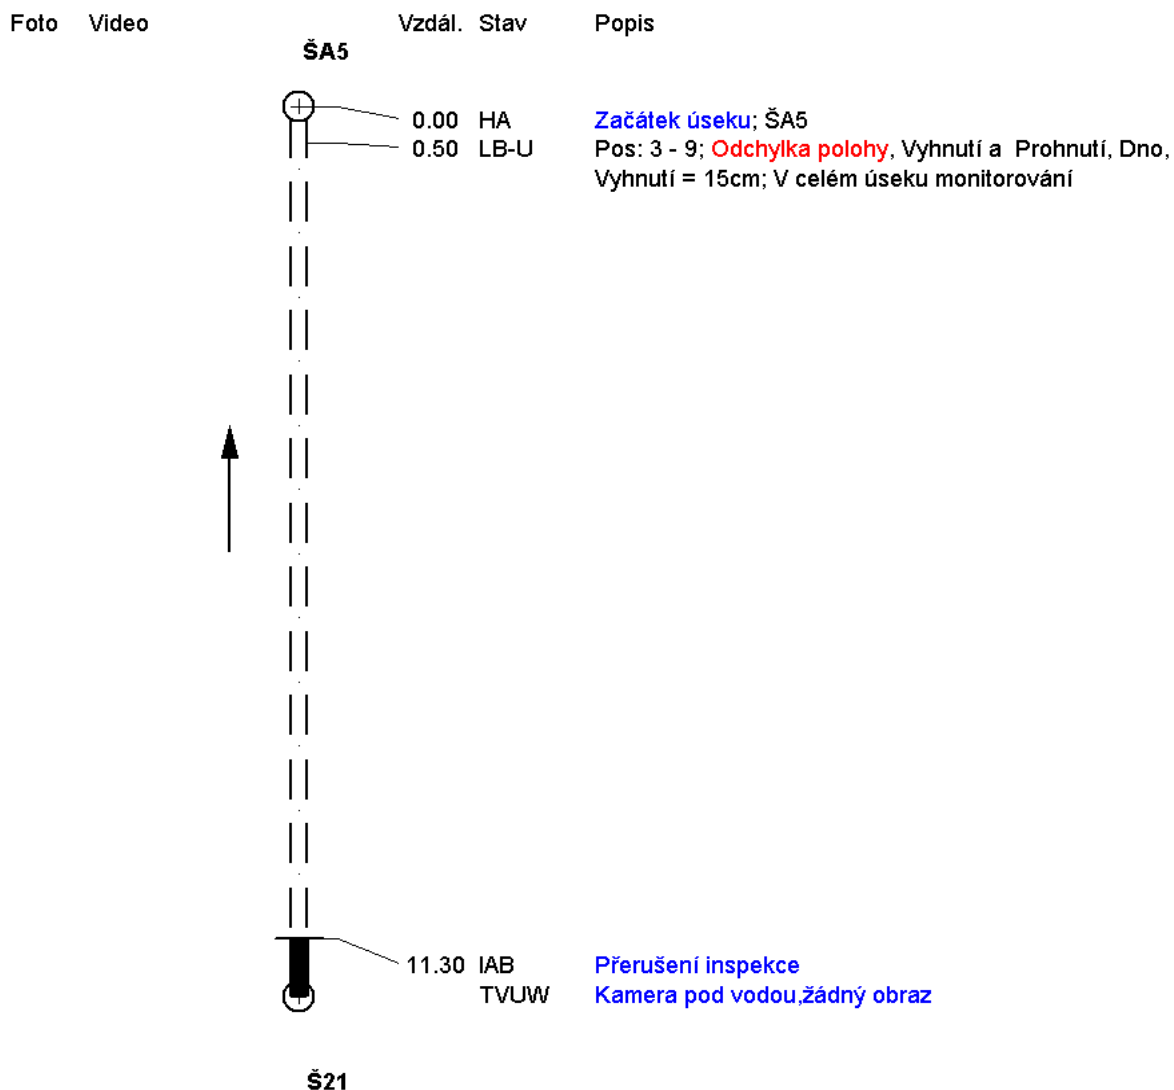 Foto Video Vzdál. Stav Popis
ŠA5
0.00 HA Začátek úseku; ŠA5
0.50 LB-U Pos: 3 - 9; Odchylka polohy, Vyhnutí a Prohnutí, Dno,
Vyhnutí = 15cm; V celém úseku monitorování
11.30 IAB Přerušení inspekce
TVUW Kamera pod vodou,žádný obraz
Š21